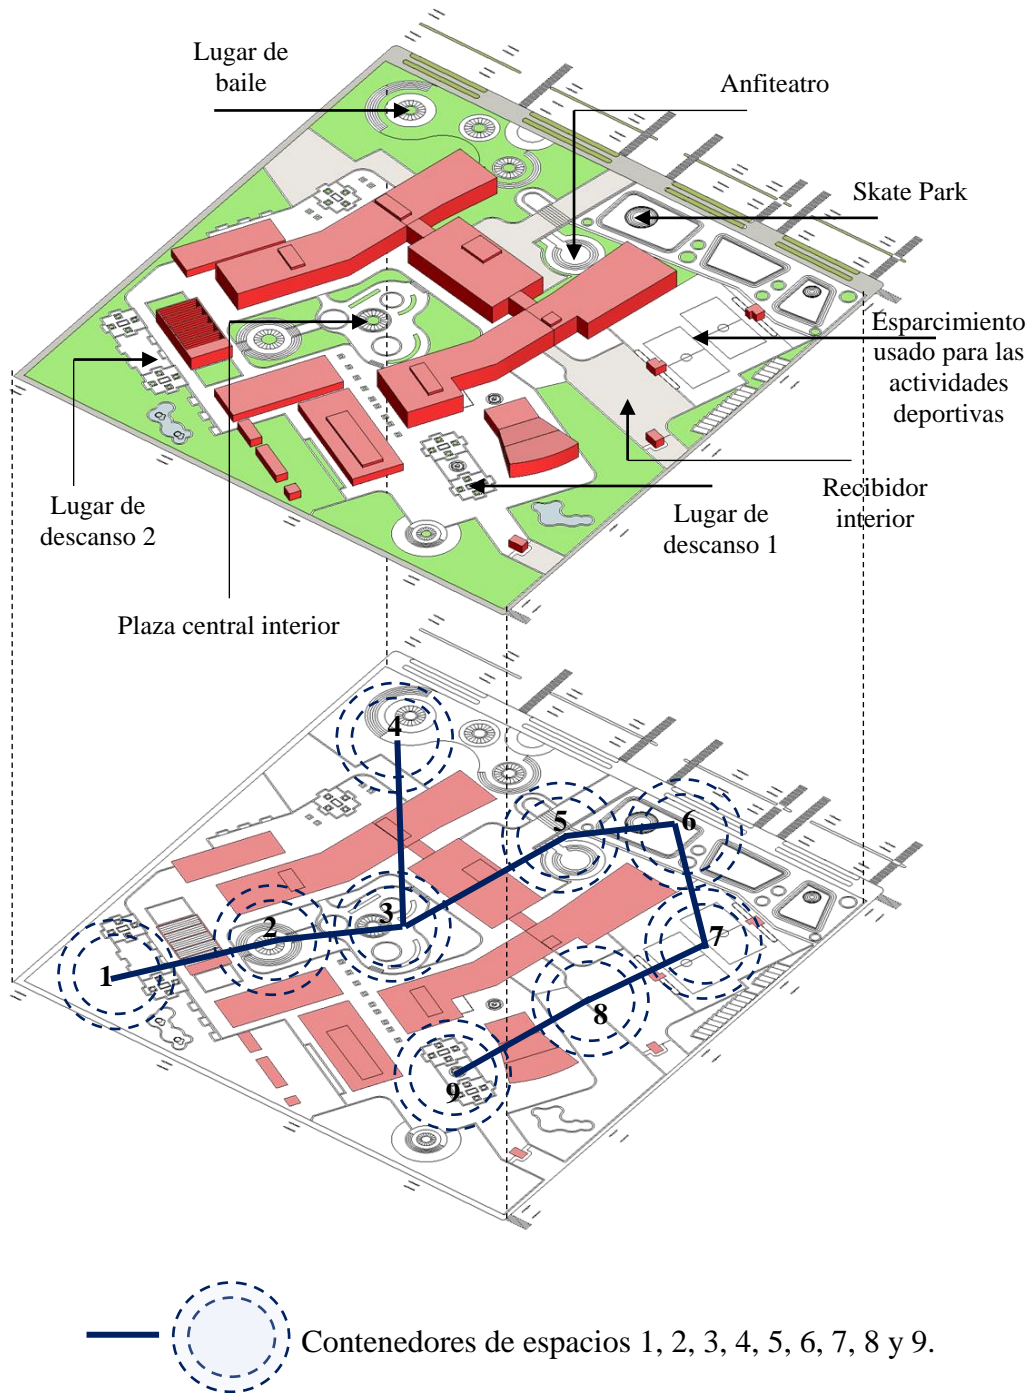 Lugar de
baile
Anfiteatro
Skate Park
Esparcimiento
usado para las
actividades
deportivas
Recibidor
interior
Lugar de
descanso 2
Lugar de
descanso 1
Plaza central interior
4
5
6
3
2
7
1
8
9
Contenedores de espacios 1, 2, 3, 4, 5, 6, 7, 8 y 9.